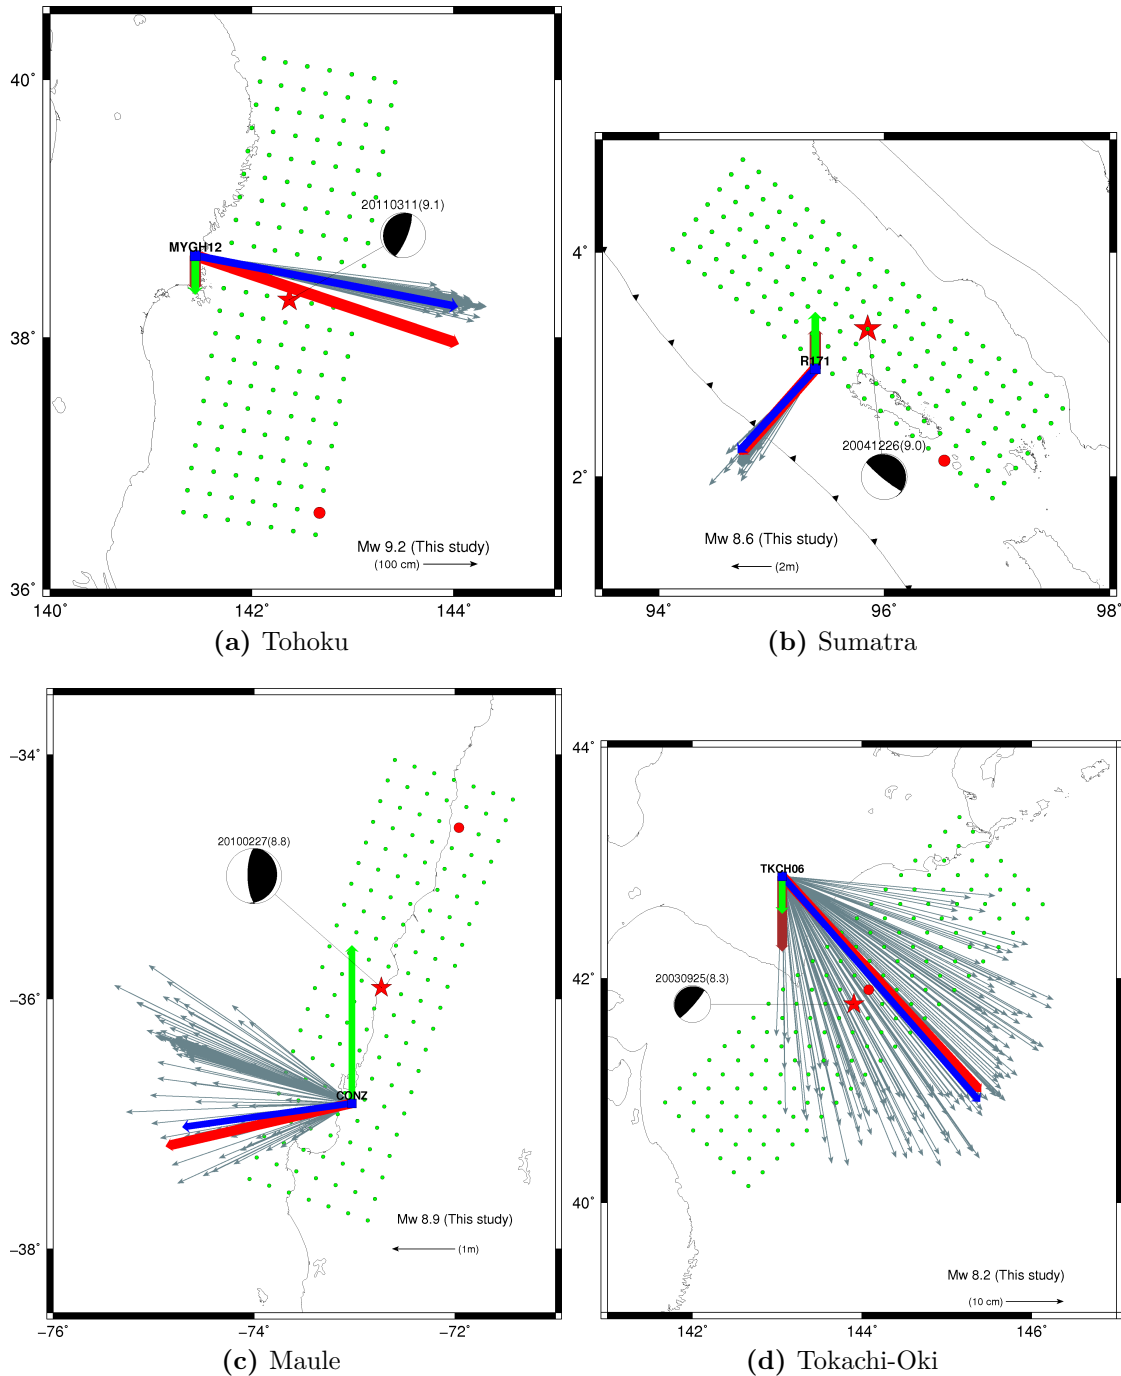 40°
38°
36°
140
142
144°
MYGH12
20110311(9.1)
Mw 9.2 (This study)
(100 cm)
(a) Tohoku
4°
2°
94
96
98°
R171
20041226(9.0)
Mw 8.6 (This study)
(2m)
(b) Sumatra
−34°
−36°
−38°
−76
−74
−72°
20100227(8.8)
CONZ
Mw 8.9 (This study)
(1m)
(c) Maule
44°
42°
40°
142
144
146°
TKCH06
20030925(8.3)
Mw 8.2 (This study)
(10 cm)
(d) Tokachi-Oki